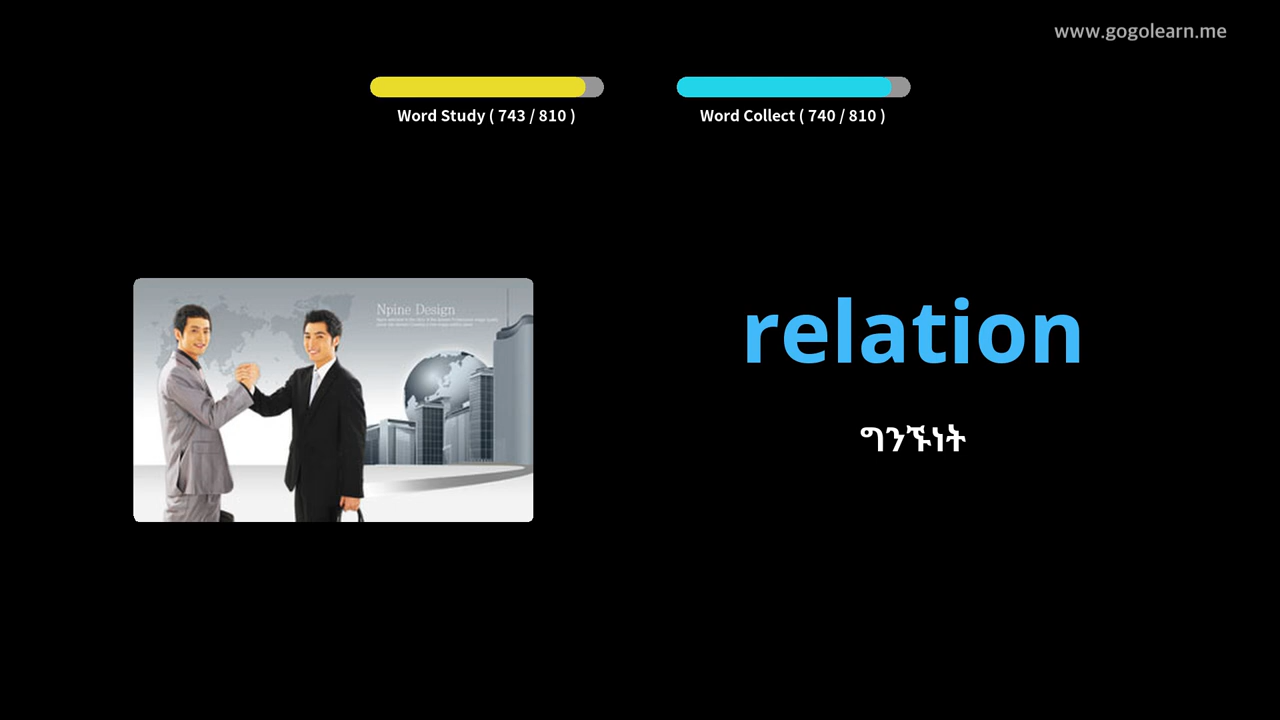 www.gogolearn.me
Word Study ( 743 / 810 )
Word Collect ( 740 / 810 )
Npine Design
relation
ግንኙነት